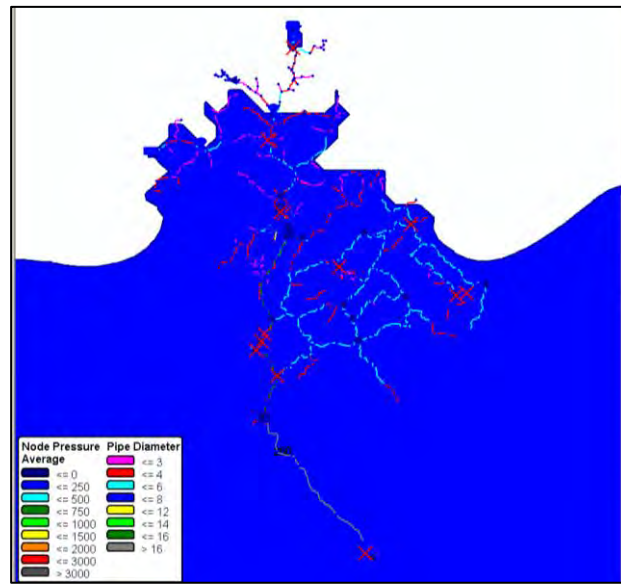 Node Pressure Pipe Diameter
Average
<= 3
<= 0 <= 4
<= 250 <= 6
<= 500 <= 8
<= 750 <= 12
<= 1000 <= 14
<= 1500 <= 16
<= 2000 > 16
<= 3000
> 3000